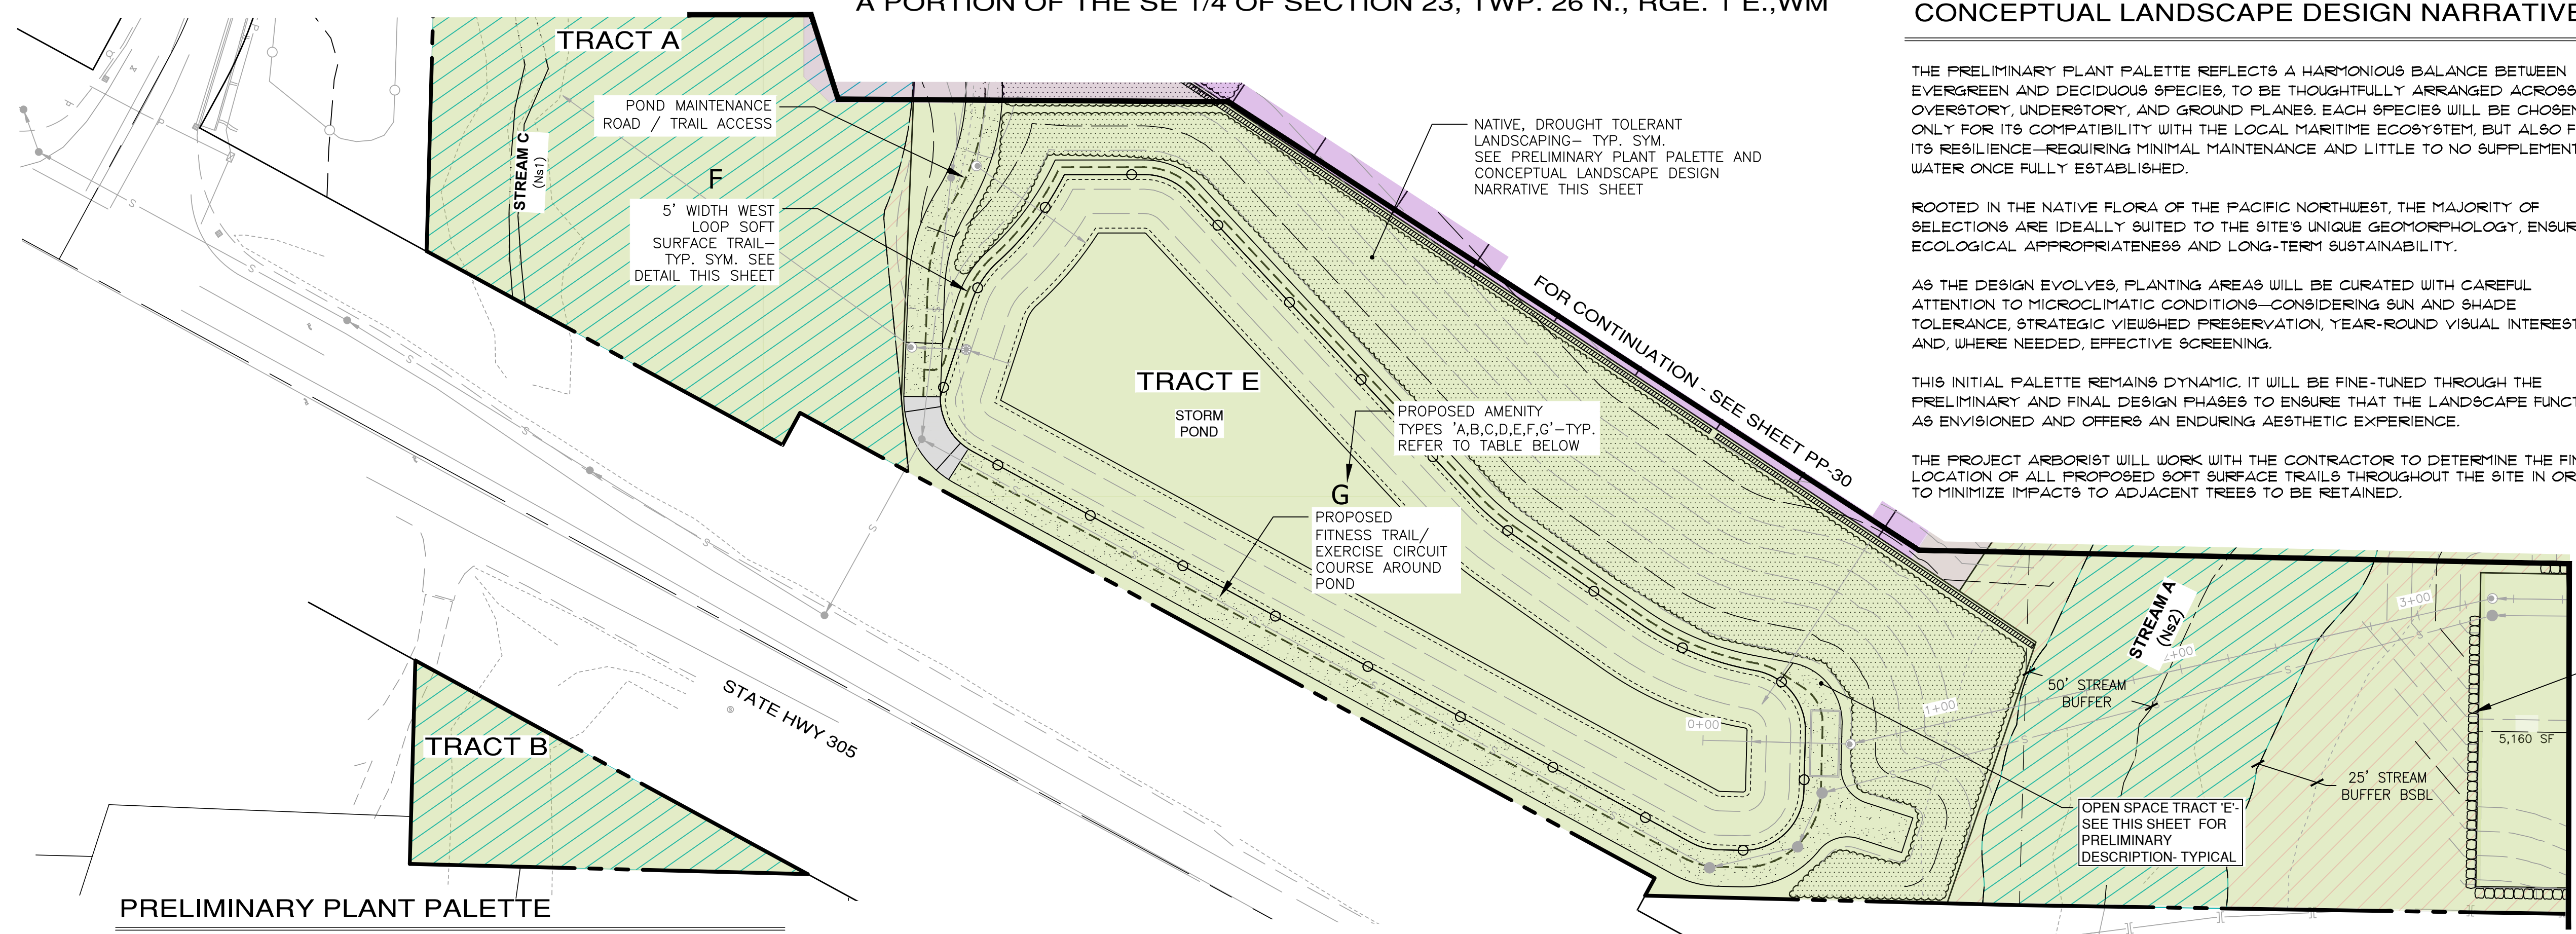 A PORTION OF THE SE 1/4 OF SECTION 23, TWP. 26 N., RGE. 1 E.,WM
CONCEPTUAL LANDSCAPE DESIGN NARRATIVE
THE PRELIMINARY PLANT PALETTE REFLECTS A HARMONIOUS BALANCE BETWEEN
EVERGREEN AND DECIDUOUS SPECIES, TO BE THOUGHTFULLY ARRANGED ACROSS
OVERSTORY, UNDERSTORY, AND GROUND PLANES. EACH SPECIES WILL BE CHOSEN
ONLY FOR ITS COMPATIBILITY WITH THE LOCAL MARITIME ECOSYSTEM, BUT ALSO F
ITS RESILIENCE—REQUIRING MINIMAL MAINTENANCE AND LITTLE TO NO SUPPLEMENT
WATER ONCE FULLY ESTABLISHED.
ROOTED IN THE NATIVE FLORA OF THE PACIFIC NORTHWEST, THE MAJORITY OF
SELECTIONS ARE IDEALLY SUITED TO THE SITE'S UNIQUE GEOMORPHOLOGY, ENSUR
ECOLOGICAL APPROPRIATENESS AND LONG-TERM SUSTAINABILITY.
AS THE DESIGN EVOLVES, PLANTING AREAS WILL BE CURATED WITH CAREFUL
ATTENTION TO MICROCLIMATIC CONDITIONS—CONSIDERING SUN AND SHADE
TOLERANCE, STRATEGIC VIEWSHED PRESERVATION, YEAR-ROUND VISUAL INTEREST
AND, WHERE NEEDED, EFFECTIVE SCREENING.
THIS INITIAL PALETTE REMAINS DYNAMIC. IT WILL BE FINE-TUNED THROUGH THE
PRELIMINARY AND FINAL DESIGN PHASES TO ENSURE THAT THE LANDSCAPE FUNCT
AS ENVISIONED AND OFFERS AN ENDURING AESTHETIC EXPERIENCE.
THE PROJECT ARBORIST WILL WORK WITH THE CONTRACTOR TO DETERMINE THE FIN
LOCATION OF ALL PROPOSED SOFT SURFACE TRAILS THROUGHOUT THE SITE IN OR
TO MINIMIZE IMPACTS TO ADJACENT TREES TO BE RETAINED.
TRACT A
POND MAINTENANCE
ROAD / TRAIL ACCESS
STREAM C
(Ns1)
F
5' WIDTH WEST
LOOP SOFT
SURFACE TRAIL–
TYP. SYM. SEE
DETAIL THIS SHEET
NATIVE, DROUGHT TOLERANT
LANDSCAPING– TYP. SYM.
SEE PRELIMINARY PLANT PALETTE AND
CONCEPTUAL LANDSCAPE DESIGN
NARRATIVE THIS SHEET
FOR CONTINUATION - SEE SHEET PP-30
TRACT E
STORM
POND
PROPOSED AMENITY
TYPES 'A,B,C,D,E,F,G'–TYP.
REFER TO TABLE BELOW
G
PROPOSED
FITNESS TRAIL/
EXERCISE CIRCUIT
COURSE AROUND
POND
STREAM A
(Ns2)
3+00
1+00
0+00
50' STREAM
BUFFER
25' STREAM
BUFFER BSBL
5,160 SF
OPEN SPACE TRACT 'E'-
SEE THIS SHEET FOR
PRELIMINARY
DESCRIPTION- TYPICAL
STATE HWY 305
TRACT B
PRELIMINARY PLANT PALETTE